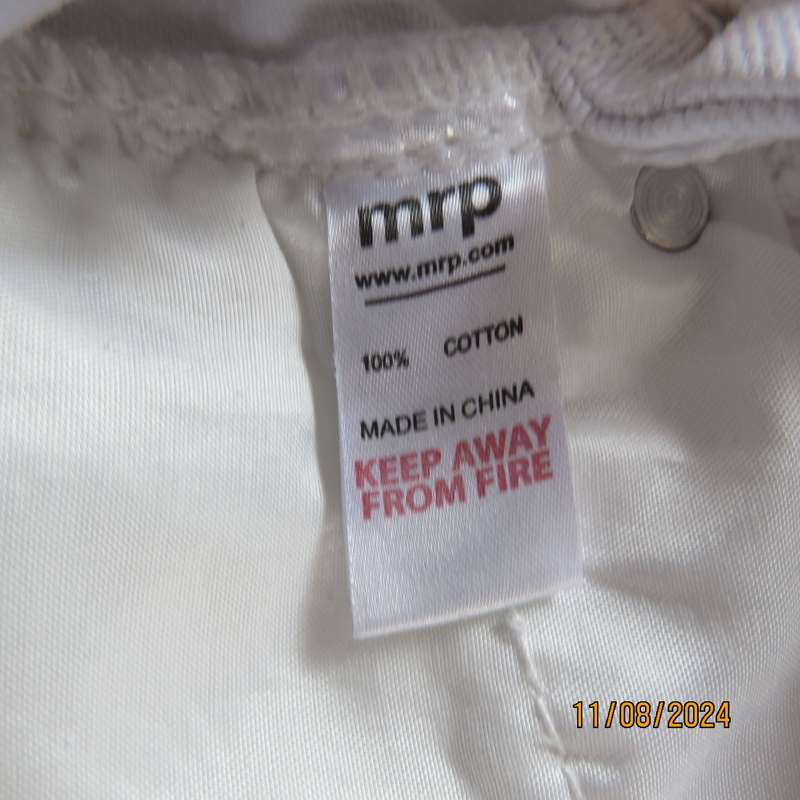 mrp
www.mrp.com
100% COTTON
MADE IN CHINA
KEEP AWAY
FROM FIRE
11/08/2024